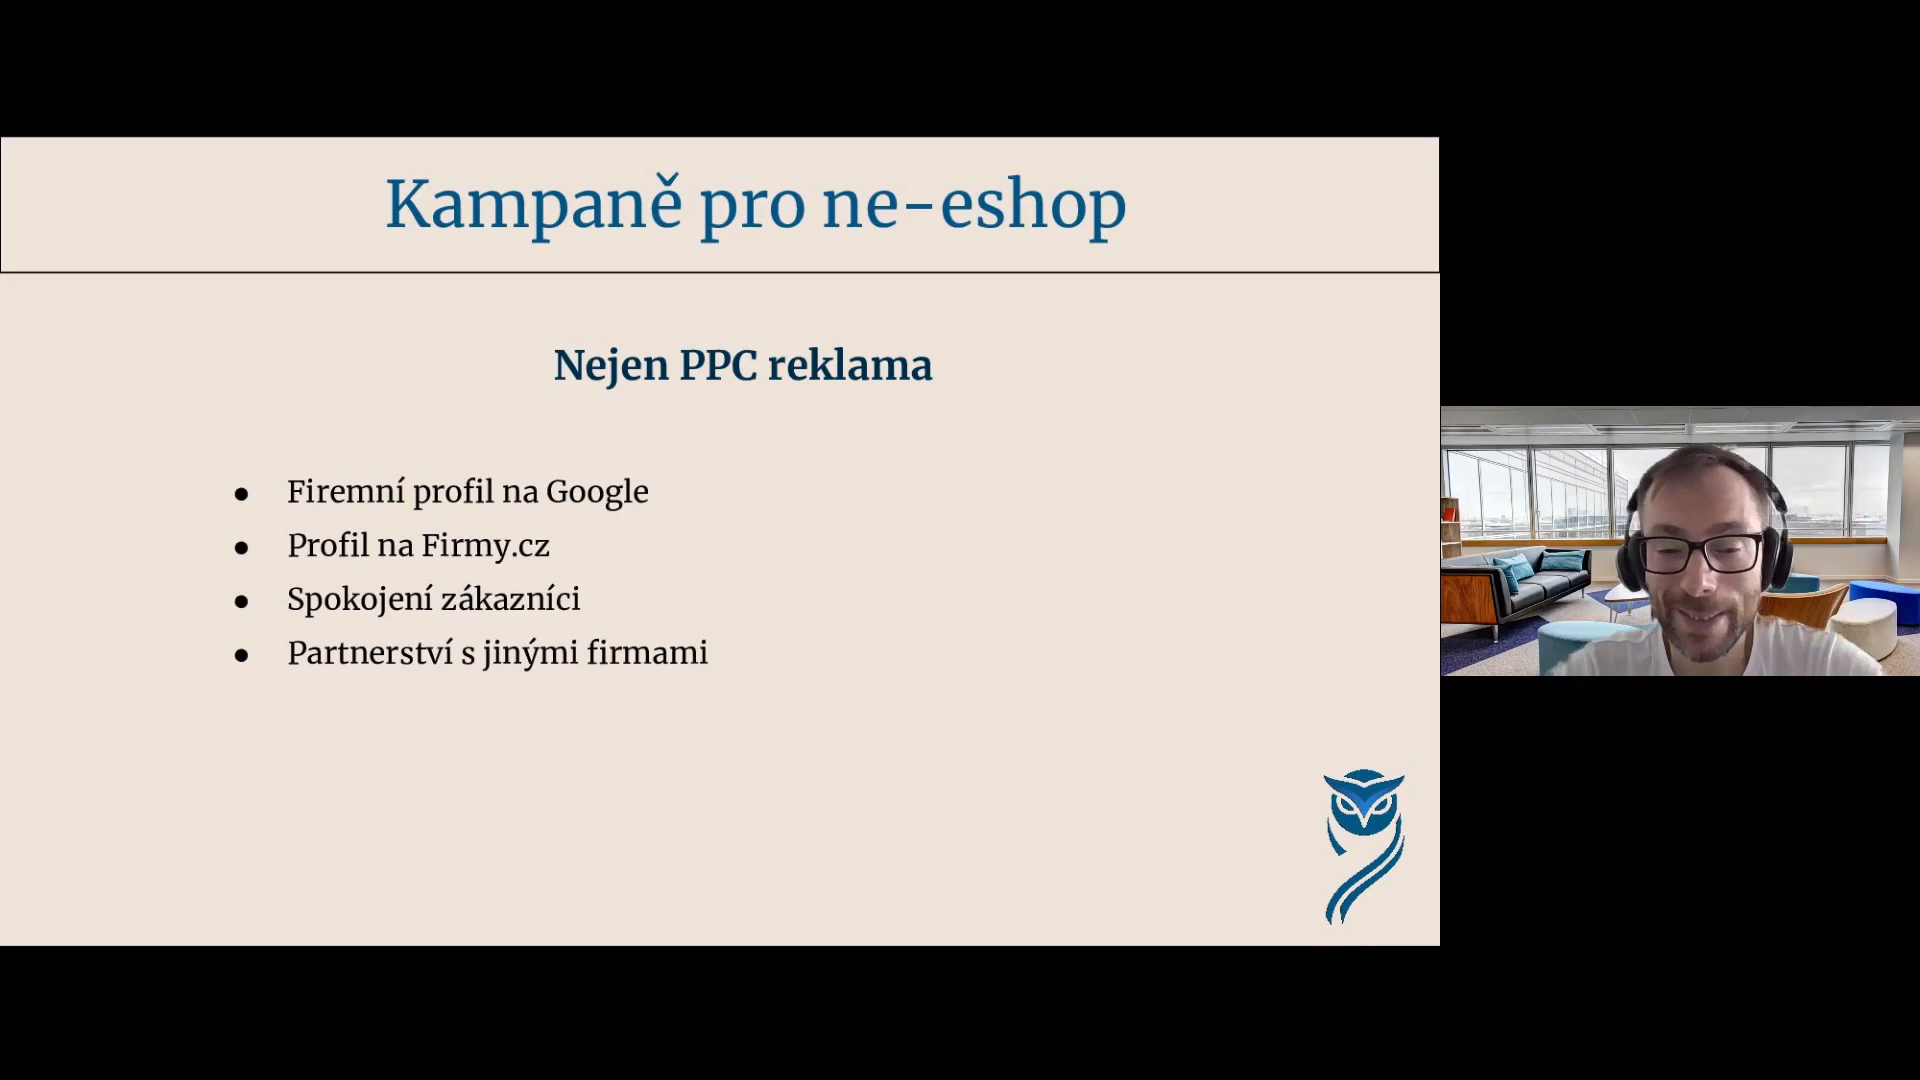 Kampaně pro ne-eshop
Nejen PPC reklama
● Firemní profil na Google
● Profil na Firmy.cz
● Spokojení zákazníci
● Partnerství s jinými firmami